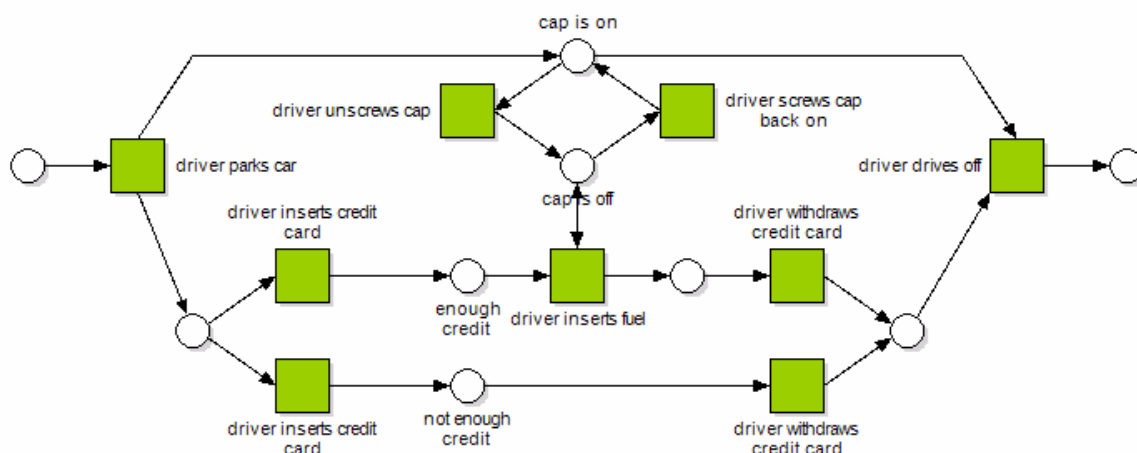 cap is on
driver unscrews cap
driver screws cap
back on
driver parks car
driver drives off
cap is off
driver inserts credit
card
driver withdraws
credit card
enough
credit
driver inserts fuel
driver inserts credit
card
not enough
credit
driver withdraws
credit card